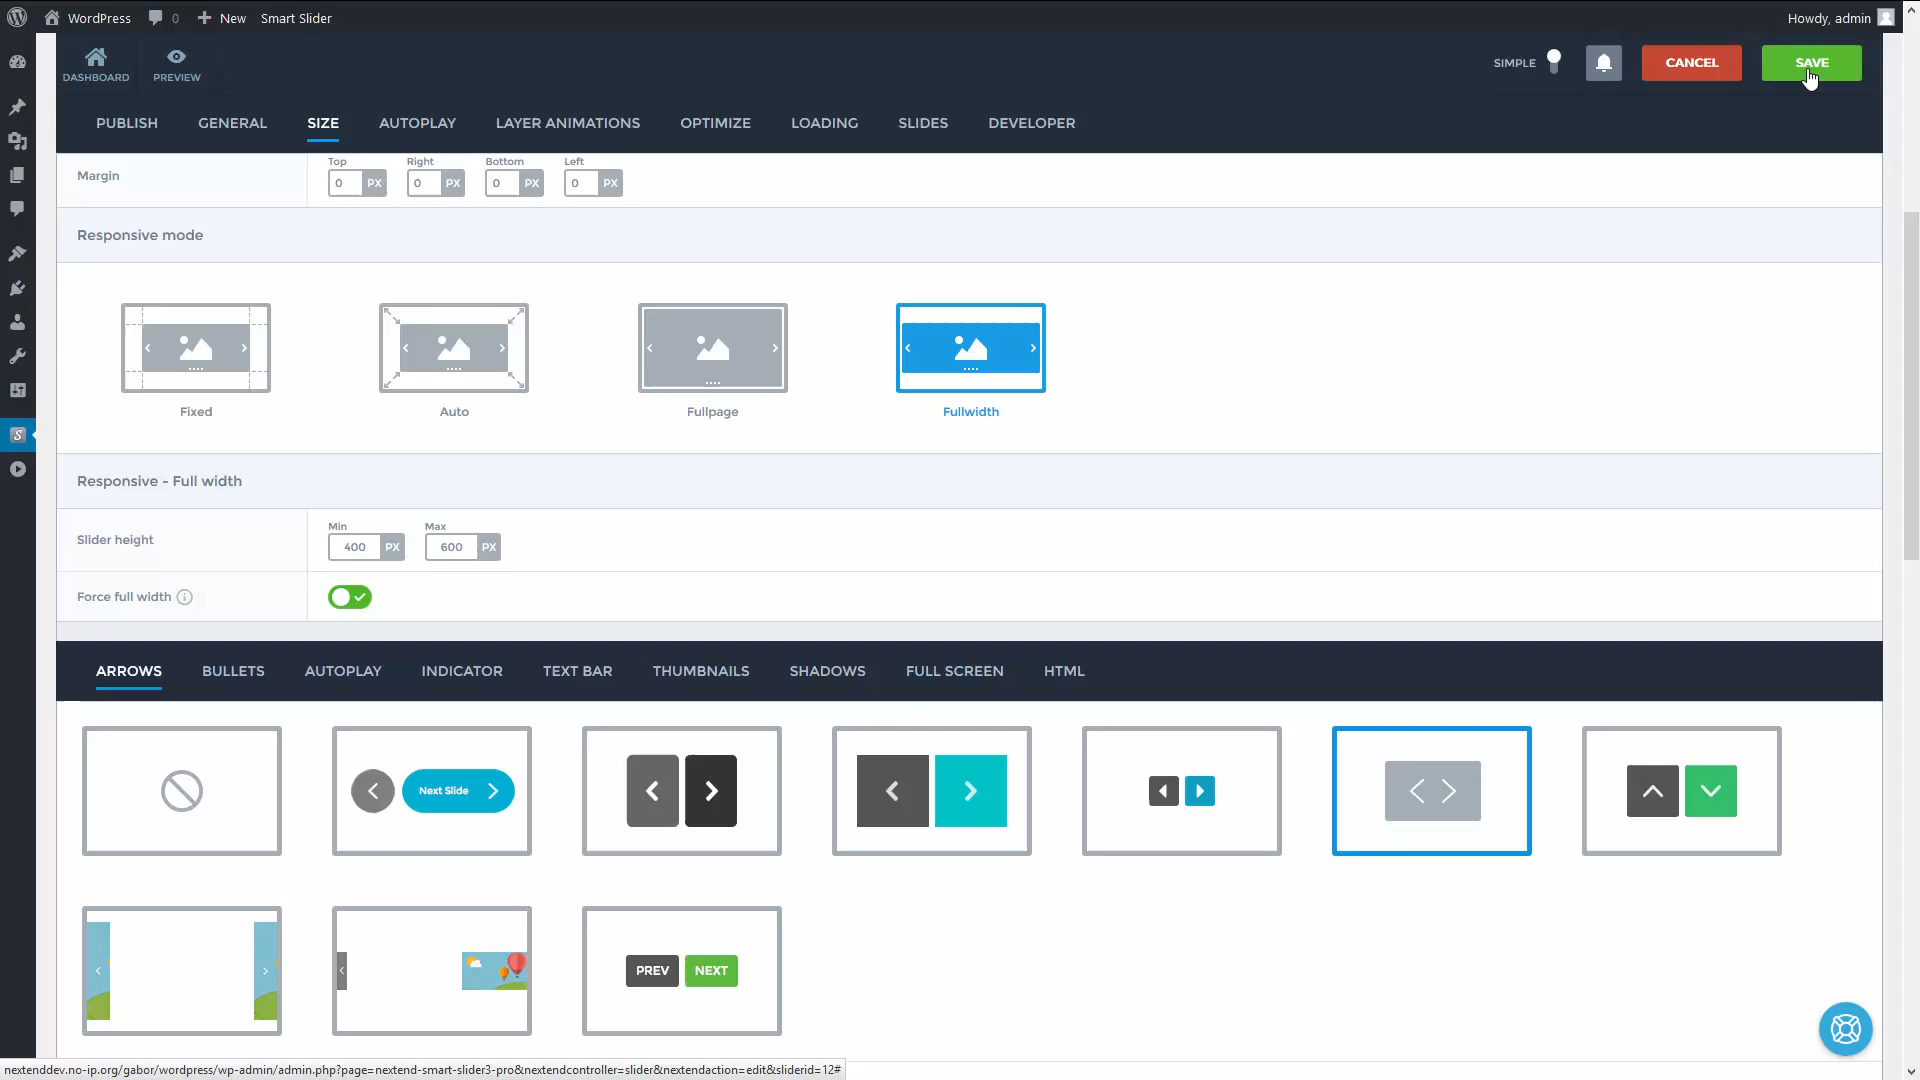 WordPress 0 New Smart Slider Howdy, admin
DASHBOARD PREVIEW SIMPLE CANCEL SAVE
PUBLISH GENERAL SIZE AUTOPLAY LAYER ANIMATIONS OPTIMIZE LOADING SLIDES DEVELOPER
Top Right Bottom Left
Margin 0 PX 0 PX 0 PX 0 PX
Responsive mode
Fixed Auto Fullpage Fullwidth
Responsive - Full width
Min Max
Slider height 400 PX 600 PX
Force full width
ARROWS BULLETS AUTOPLAY INDICATOR TEXT BAR THUMBNAILS SHADOWS FULL SCREEN HTML
Next Slide
PREV NEXT
nextenddev.no-ip.org/gabor/wordpress/wp-admin/admin.php?page=nextend-smart-slider3-pro&nextendcontroller=slider&nextendaction=edit&sliderid=12#